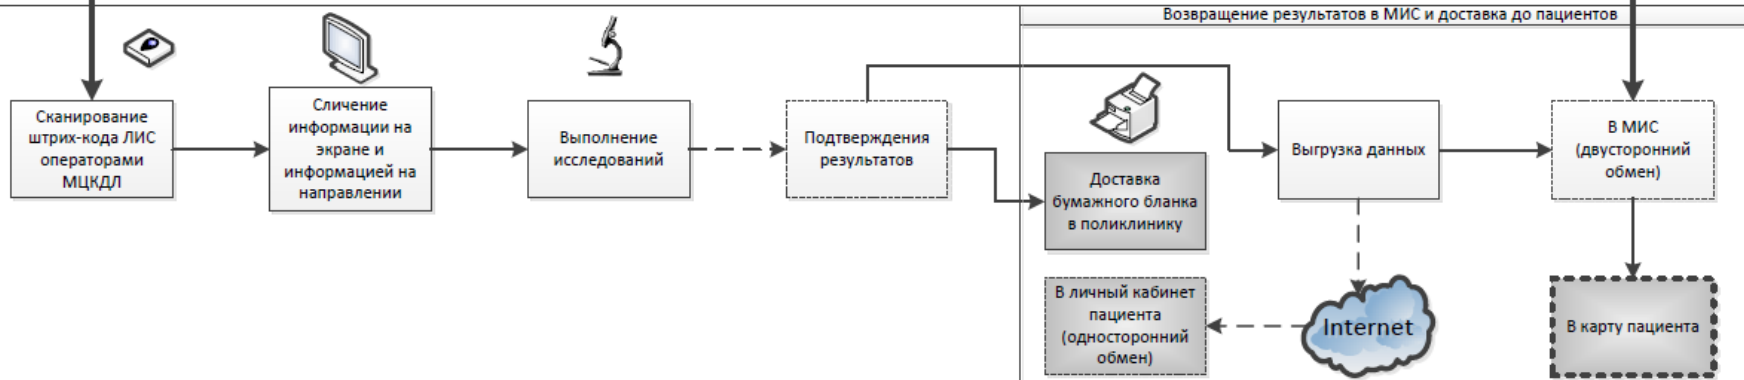 Возвращение результатов в МИС и доставка до пациентов
Сканирование
штрих-кода ЛИС
операторами
МЦКДЛ
Сличение
информации на
экране и
информацией на
направлении
Выполнение
исследований
Подтверждения
результатов
Доставка
бумажного бланка
в поликлинику
Выгрузка данных
В МИС
(двусторонний
обмен)
В личный кабинет
пациента
(односторонний
обмен)
Internet
В карту пациента